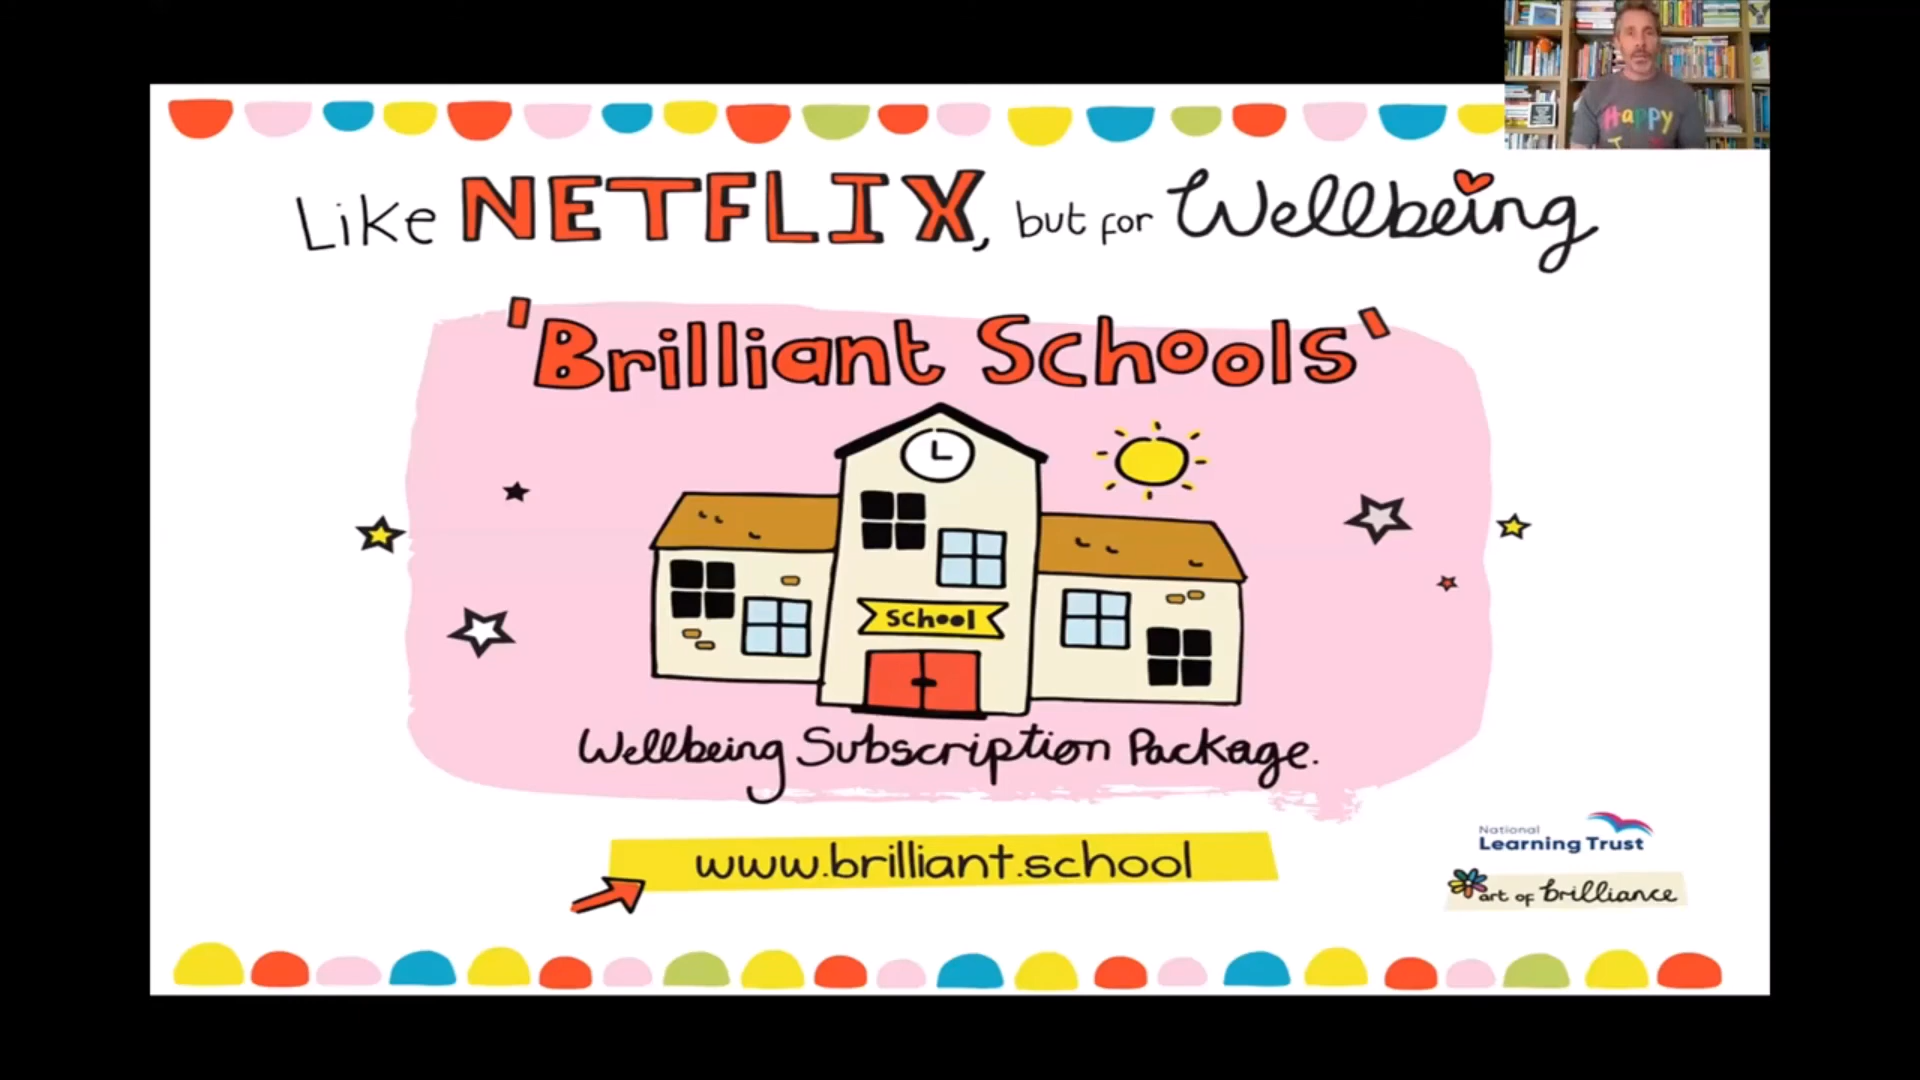 Happy
Like NETFLIX, but for Wellbeing
'Brilliant Schools'
school
Wellbeing Subscription Package.
www.brilliant.school
National
Learning Trust
art of brilliance